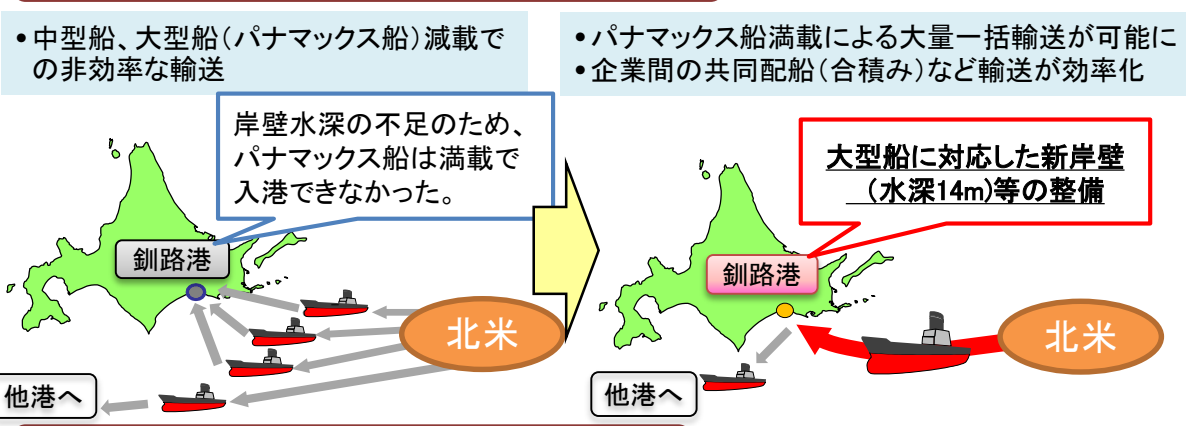 •中型船、大型船（パナマックス船）減載で
の非効率な輸送
岸壁水深の不足のため、
パナマックス船は満載で
入港できなかった。
釧路港
北米
他港へ
•パナマックス船満載による大量一括輸送が可能に
•企業間の共同配船（合積み）など輸送が効率化
大型船に対応した新岸壁
（水深14m)等の整備
釧路港
北米
他港へ